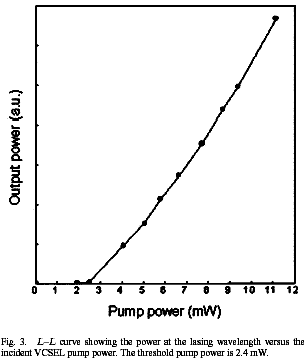 Output power (a.u.)
0 1 2 3 4 5 6 7 8 9 10 11 12
Pump power (mW)
Fig. 3. L–L curve showing the power at the lasing wavelength versus the
incident VCSEL pump power. The threshold pump power is 2.4 mW.